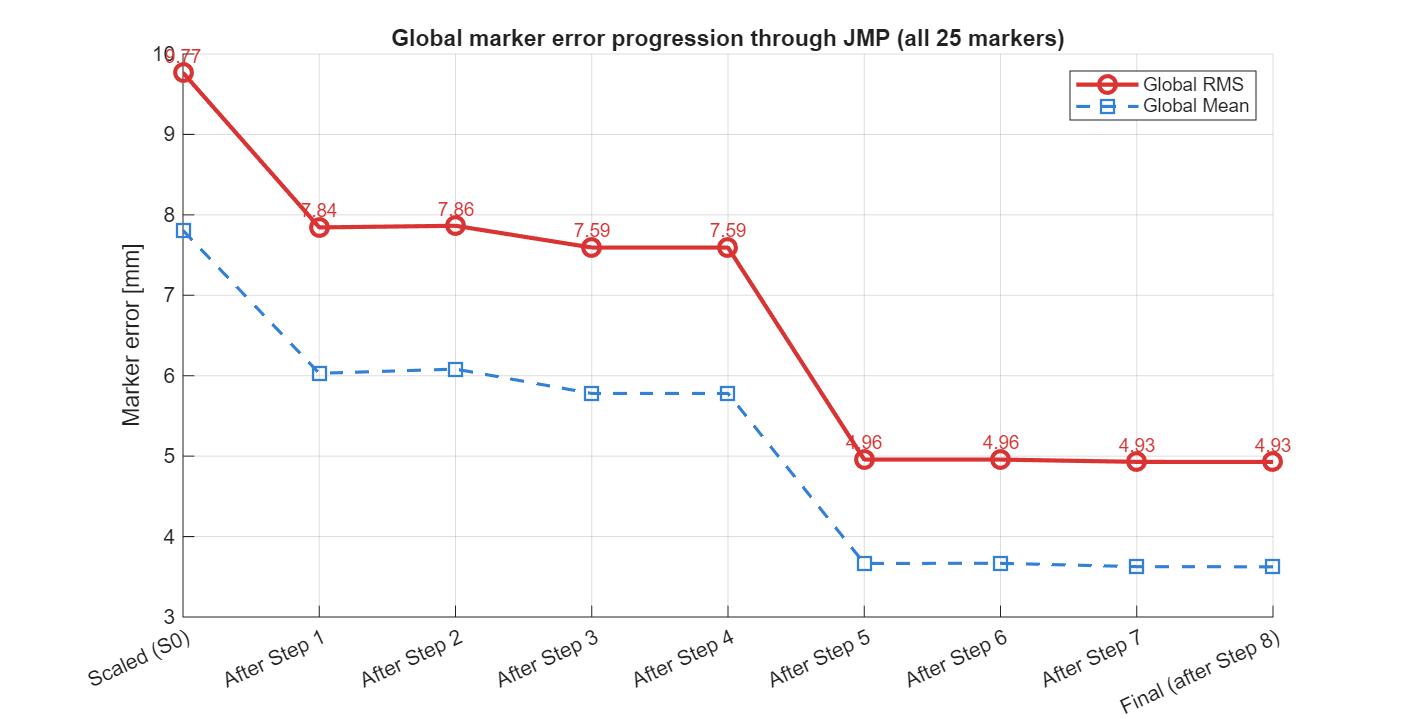 Global marker error progression through JMP (all 25 markers)
Global RMS
Global Mean
Marker error [mm]
10
9
8
7
6
5
4
3
9.77
7.84
7.86
7.59
7.59
4.96
4.96
4.93
4.93
Scaled (S0)
After Step 1
After Step 2
After Step 3
After Step 4
After Step 5
After Step 6
After Step 7
Final (after Step 8)